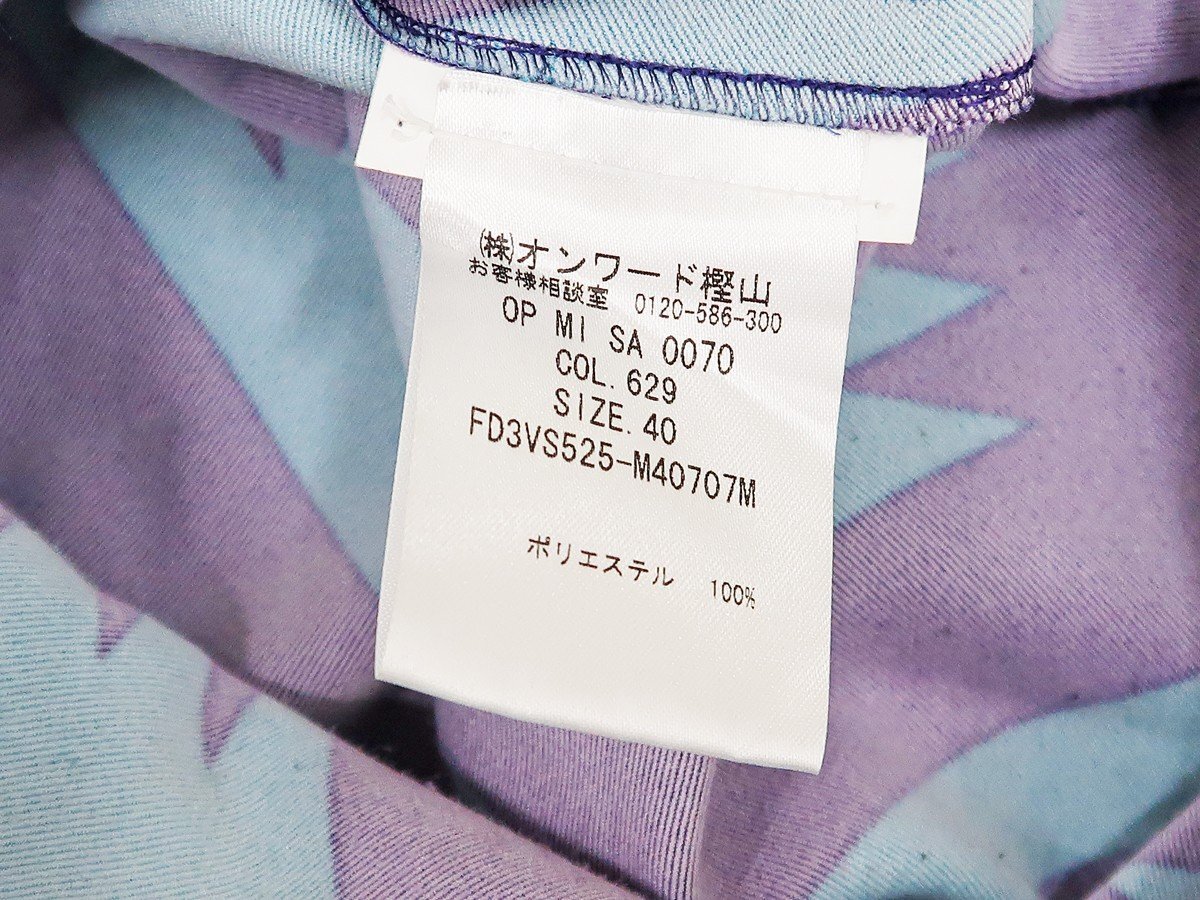 (株)オンワード樫山
お客様相談室 0120-586-300
OP MI SA 0070
COL.629
SIZE.40
FD3VS525-M40707M
ポリエステル 100%